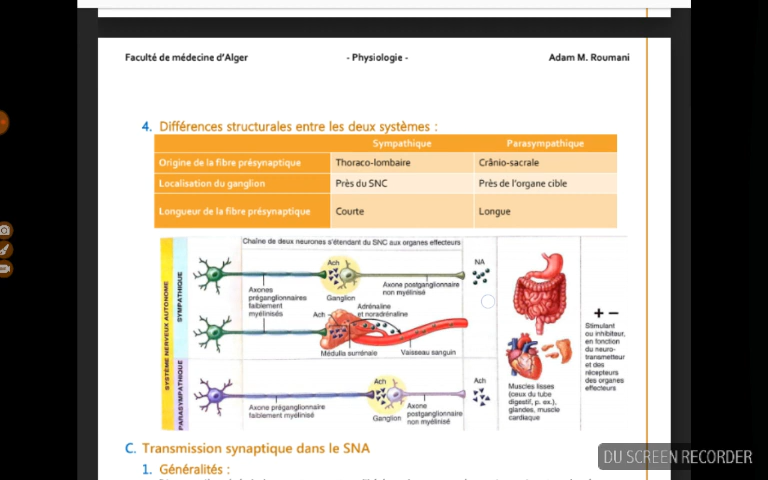 Faculté de médecine d'Alger - Physiologie - Adam M. Roumani
4. Différences structurales entre les deux systèmes :
Sympathique Parasympathique
Origine de la fibre présynaptique Thoraco-lombaire Crânio-sacrale
Localisation du ganglion Près du SNC Près de l'organe cible
Longueur de la fibre présynaptique Courte Longue
Chaîne de deux neurones s'étendant du SNC aux organes effecteurs
SYSTÈME NERVEUX AUTONOME
SYMPATHIQUE
Ach
NA
Axones
préganglionnaires
faiblement
myélinisés
Ganglion
Axone postganglionnaire
non myélinisé
Ach
Adrénaline
et noradrénaline
Médulla surrénale
Vaisseau sanguin
PARASYMPATHIQUE
Ach
Ach
Axone préganglionnaire
faiblement myélinisé
Ganglion
Axone
postganglionnaire
non myélinisé
Muscles lisses
(ceux du tube
digestif, p. ex.),
glandes, muscle
cardiaque
+ −
Stimulant
ou inhibiteur,
en fonction
du neuro-
transmetteur
et des
récepteurs
des organes
effecteurs
C. Transmission synaptique dans le SNA
1. Généralités :
DU SCREEN RECORDER